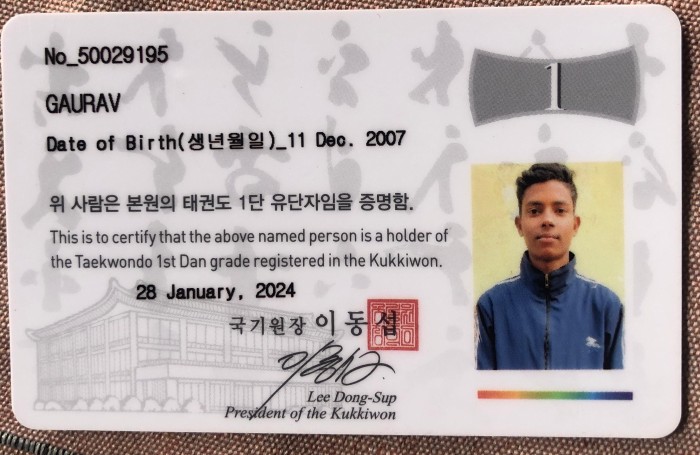 No_50029195
1
GAURAV
Date of Birth(생년월일)_11 Dec. 2007
위 사람은 본원의 태권도 1단 유단자임을 증명함.
This is to certify that the above named person is a holder of
the Taekwondo 1st Dan grade registered in the Kukkiwon.
28 January, 2024
국기원장 이동섭
Lee Dong-Sup
President of the Kukkiwon